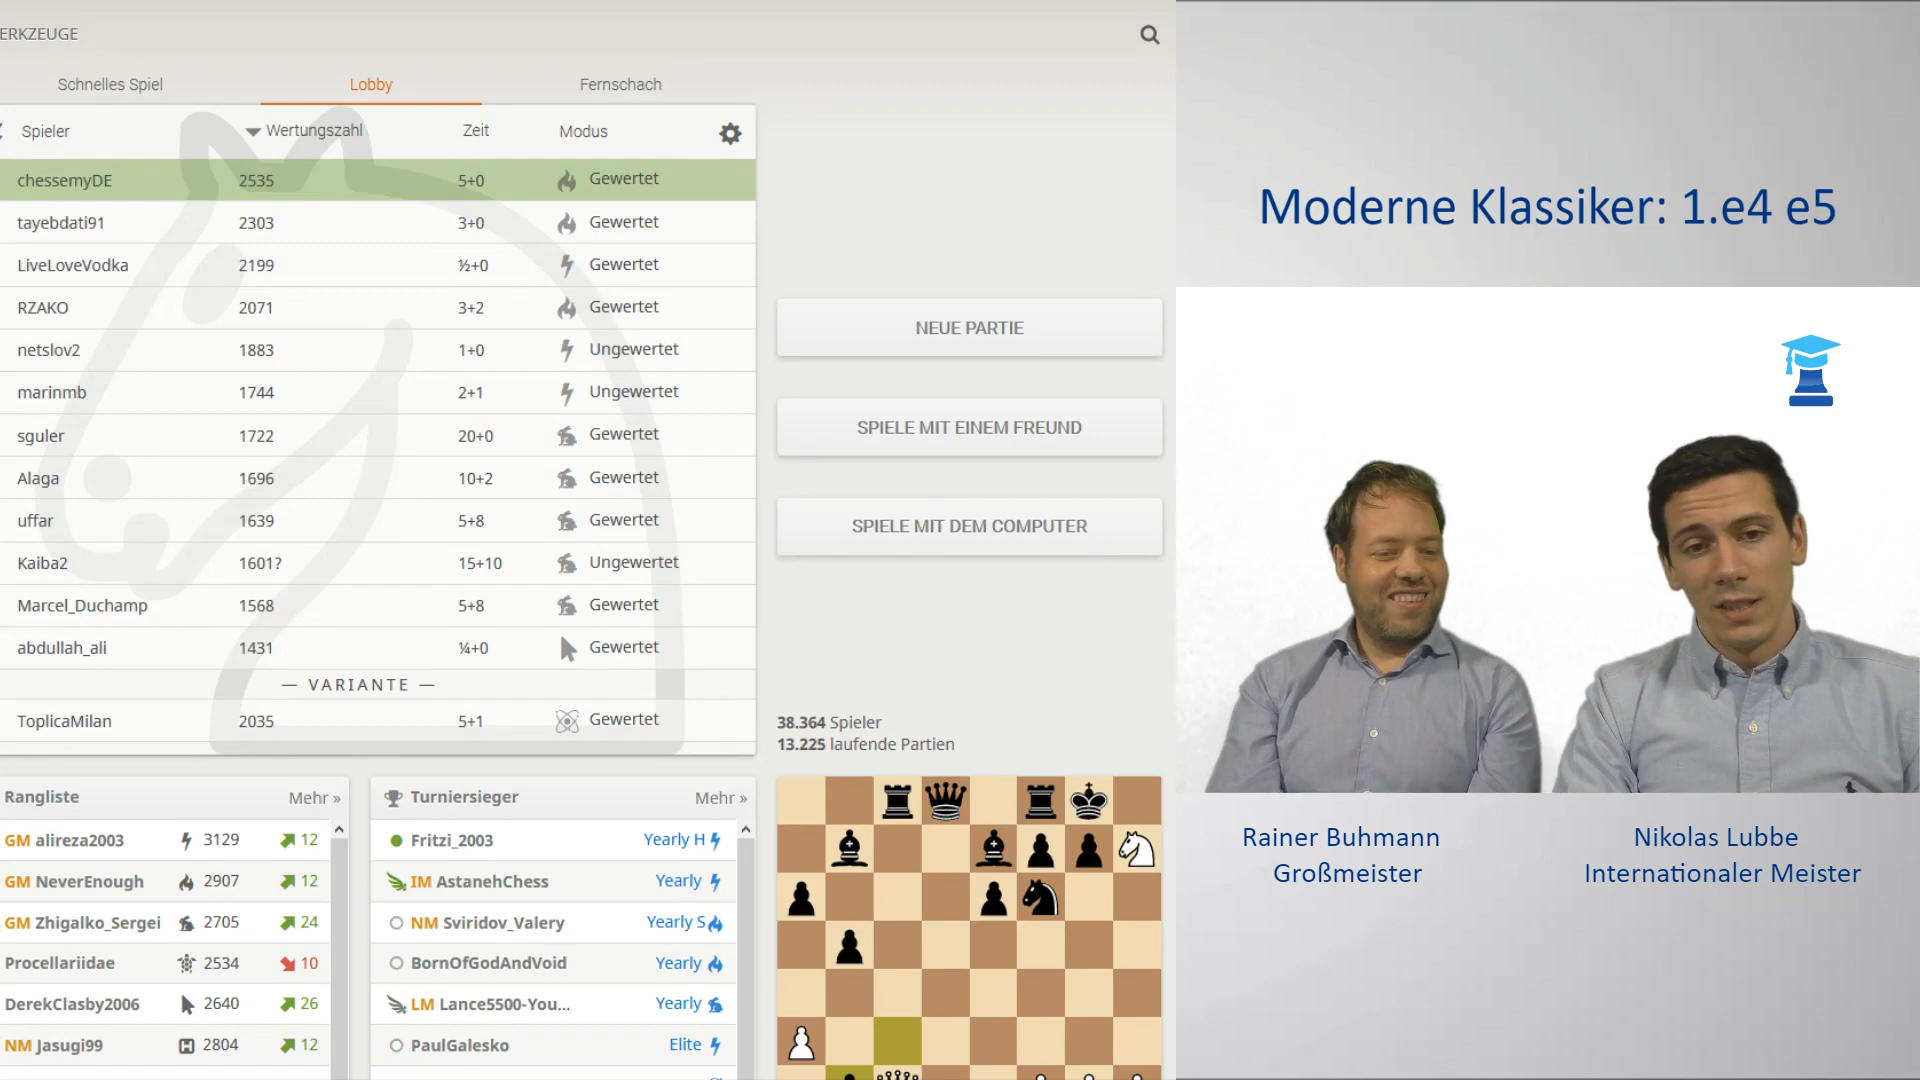 ERKZEUGE
Schnelles Spiel Lobby Fernschach
Spieler Wertungszahl Zeit Modus
chessemyDE 2535 5+0 Gewertet
tayebdati91 2303 3+0 Gewertet
LiveLoveVodka 2199 ½+0 Gewertet
RZAKO 2071 3+2 Gewertet
netslov2 1883 1+0 Ungewertet
marinmb 1744 2+1 Ungewertet
sguler 1722 20+0 Gewertet
Alaga 1696 10+2 Gewertet
uffar 1639 5+8 Gewertet
Kaiba2 1601? 15+10 Ungewertet
Marcel_Duchamp 1568 5+8 Gewertet
abdullah_ali 1431 ¼+0 Gewertet
— VARIANTE —
ToplicaMilan 2035 5+1 Gewertet
NEUE PARTIE
SPIELE MIT EINEM FREUND
SPIELE MIT DEM COMPUTER
38.364 Spieler
13.225 laufende Partien
Rangliste Mehr »
GM alireza2003 3129 12
GM NeverEnough 2907 12
GM Zhigalko_Sergei 2705 24
Procellariidae 2534 10
DerekClasby2006 2640 26
NM Jasugi99 2804 12
Turniersieger Mehr »
Fritzi_2003 Yearly H
IM AstanehChess Yearly
NM Sviridov_Valery Yearly S
BornOfGodAndVoid Yearly
LM Lance5500-You... Yearly
PaulGalesko Elite
Moderne Klassiker: 1.e4 e5
Rainer Buhmann
Großmeister
Nikolas Lubbe
Internationaler Meister